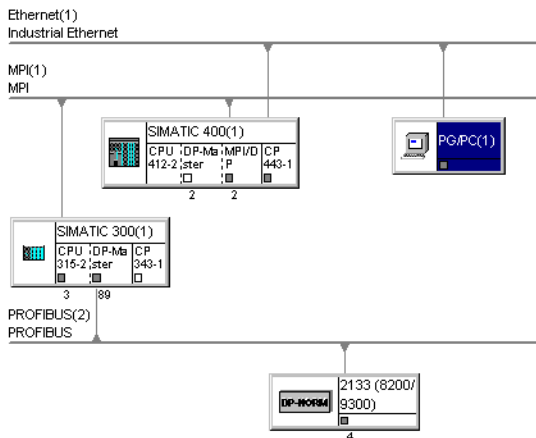 Ethernet(1)
Industrial Ethernet
MPI(1)
MPI
SIMATIC 400(1)
CPU DP-Ma MPI/D CP
412-2 ster P 443-1
2 2
PG/PC(1)
SIMATIC 300(1)
CPU DP-Ma CP
315-2 ster 343-1
3 89
PROFIBUS(2)
PROFIBUS
DP-NORM
2133 (8200/
9300)
4